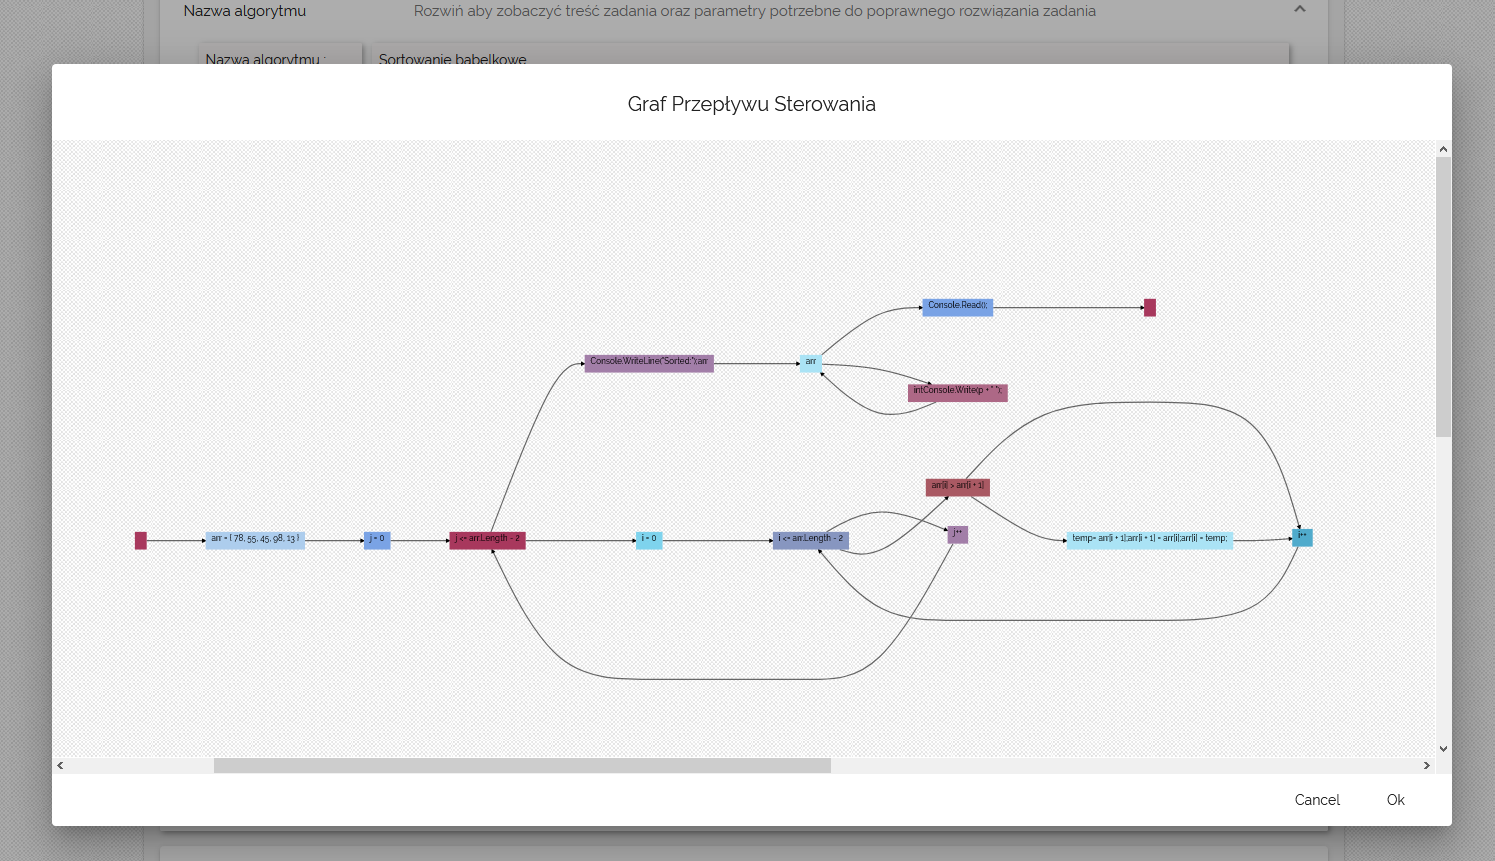 Nazwa algorytmu
Rozwiń aby zobaczyć treść zadania oraz parametry potrzebne do poprawnego rozwiązania zadania
Nazwa algorytmu :
Sortowanie bąbelkowe
Graf Przepływu Sterowania
Console.Read();
Console.WriteLine("Sorted:");arr
arr
intConsole.Write(p + " ");
arr[i] > arr[i + 1]
arr = { 78, 55, 45, 98, 13 }
j = 0
j <= arr.Length - 2
i = 0
i <= arr.Length - 2
j++
temp= arr[i + 1];arr[i + 1] = arr[i];arr[i] = temp;
i++
Cancel
Ok